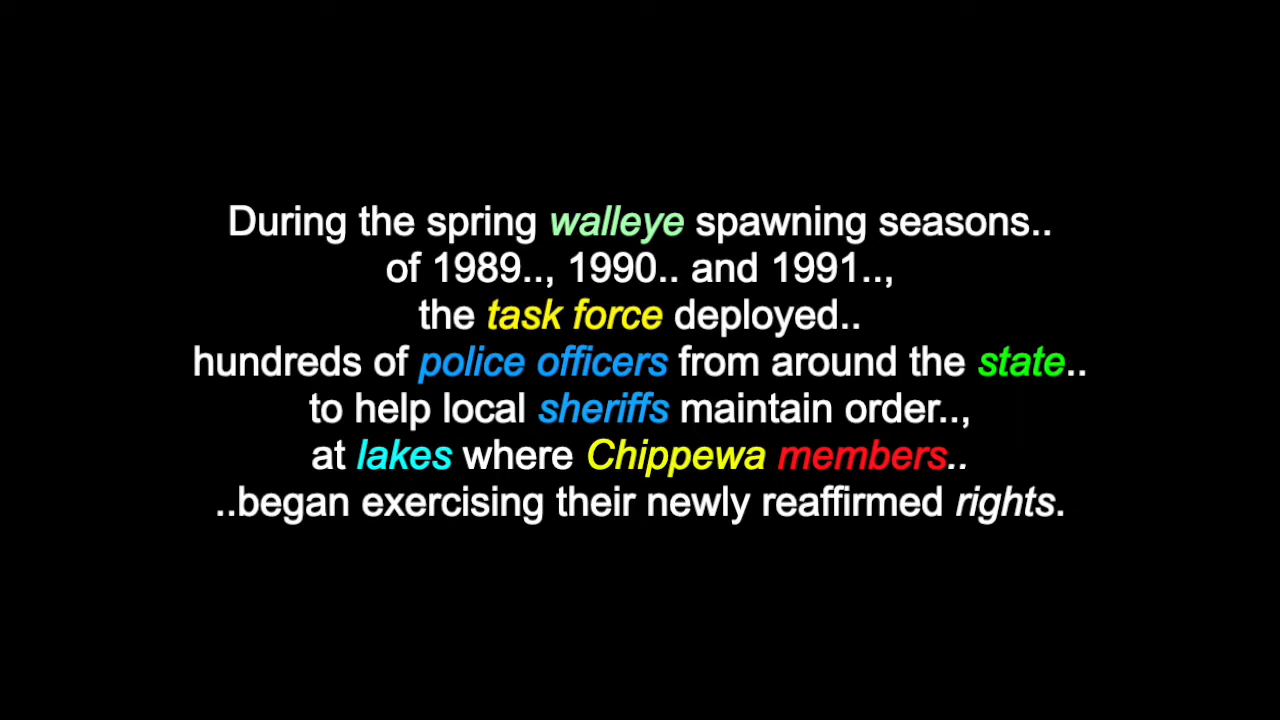 During the spring walleye spawning seasons..
of 1989.., 1990.. and 1991..,
the task force deployed..
hundreds of police officers from around the state..
to help local sheriffs maintain order..,
at lakes where Chippewa members..
..began exercising their newly reaffirmed rights.